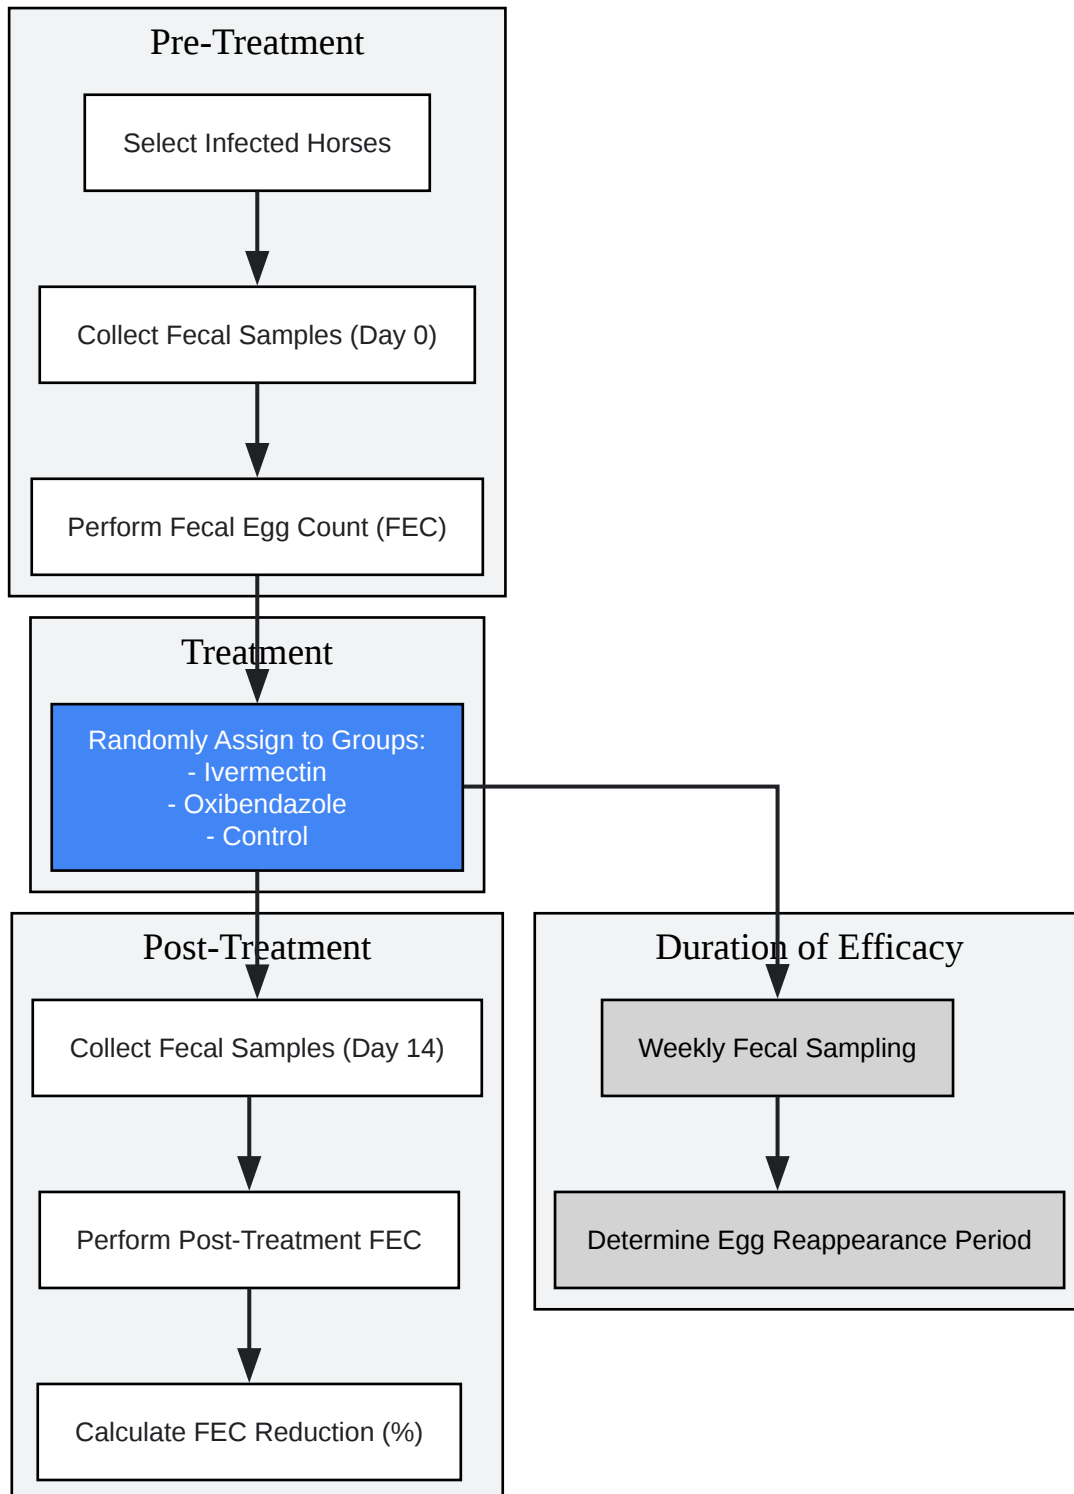 Pre-Treatment
Select Infected Horses
Collect Fecal Samples (Day 0)
Perform Fecal Egg Count (FEC)
Treatment
Randomly Assign to Groups:
- Ivermectin
- Oxibendazole
- Control
Post-Treatment
Collect Fecal Samples (Day 14)
Perform Post-Treatment FEC
Calculate FEC Reduction (%)
Duration of Efficacy
Weekly Fecal Sampling
Determine Egg Reappearance Period